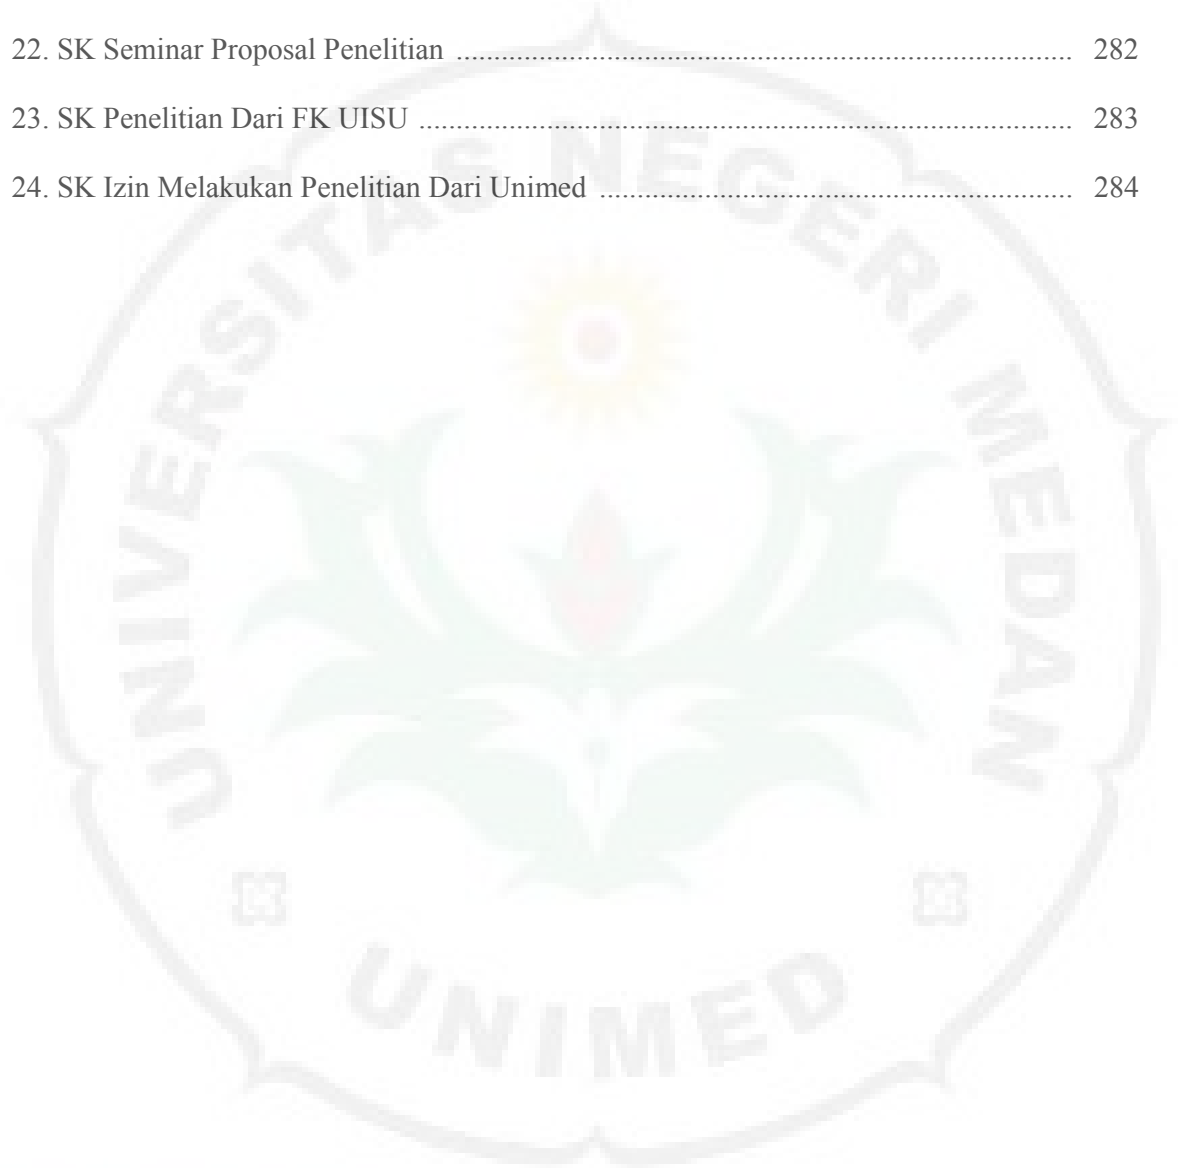 22. SK Seminar Proposal Penelitian ........................................................................................ 282
23. SK Penelitian Dari FK UISU ............................................................................................. 283
24. SK Izin Melakukan Penelitian Dari Unimed .................................................................... 284
UNIVERSITAS NEGERI MEDAN
UNIMED